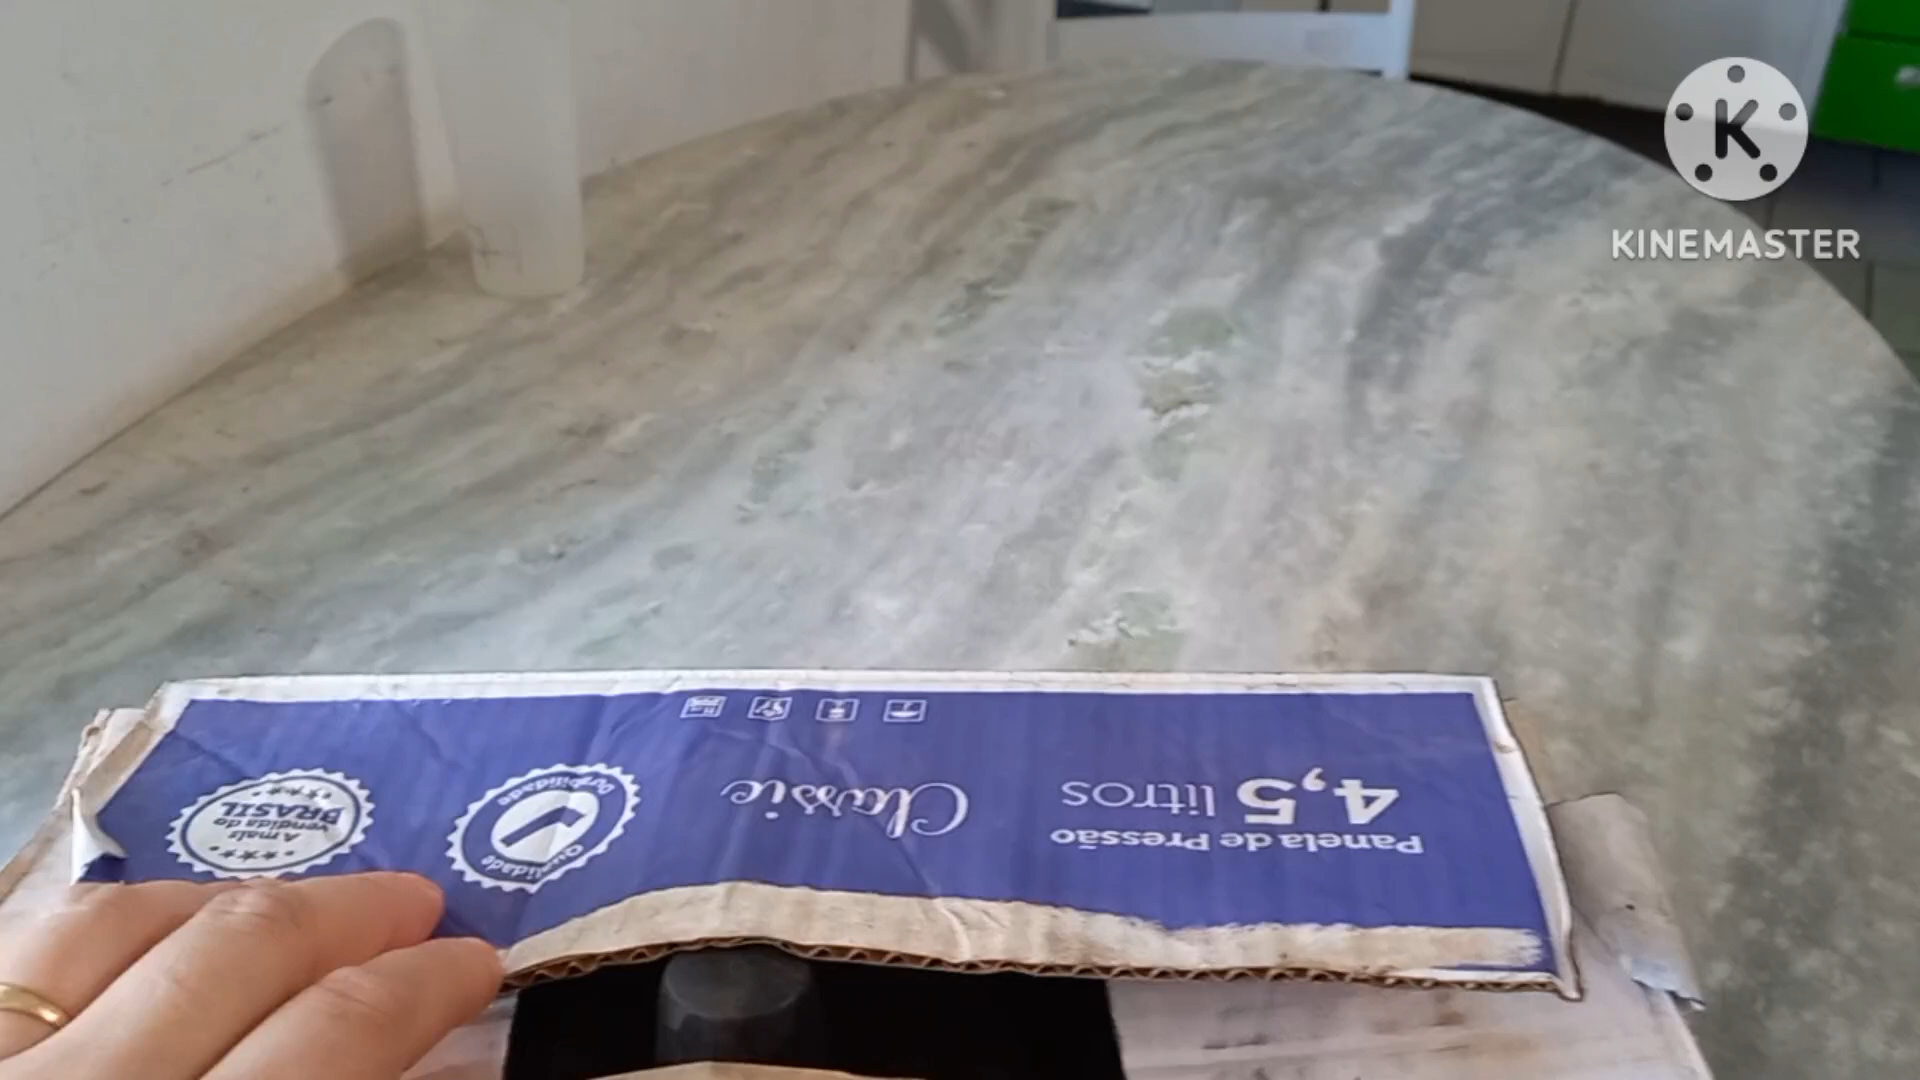 K
KINEMASTER
Panela de Pressão
4,5 litros
Classic
Qualidade
Durabilidade
A mais
vendida do
BRASIL